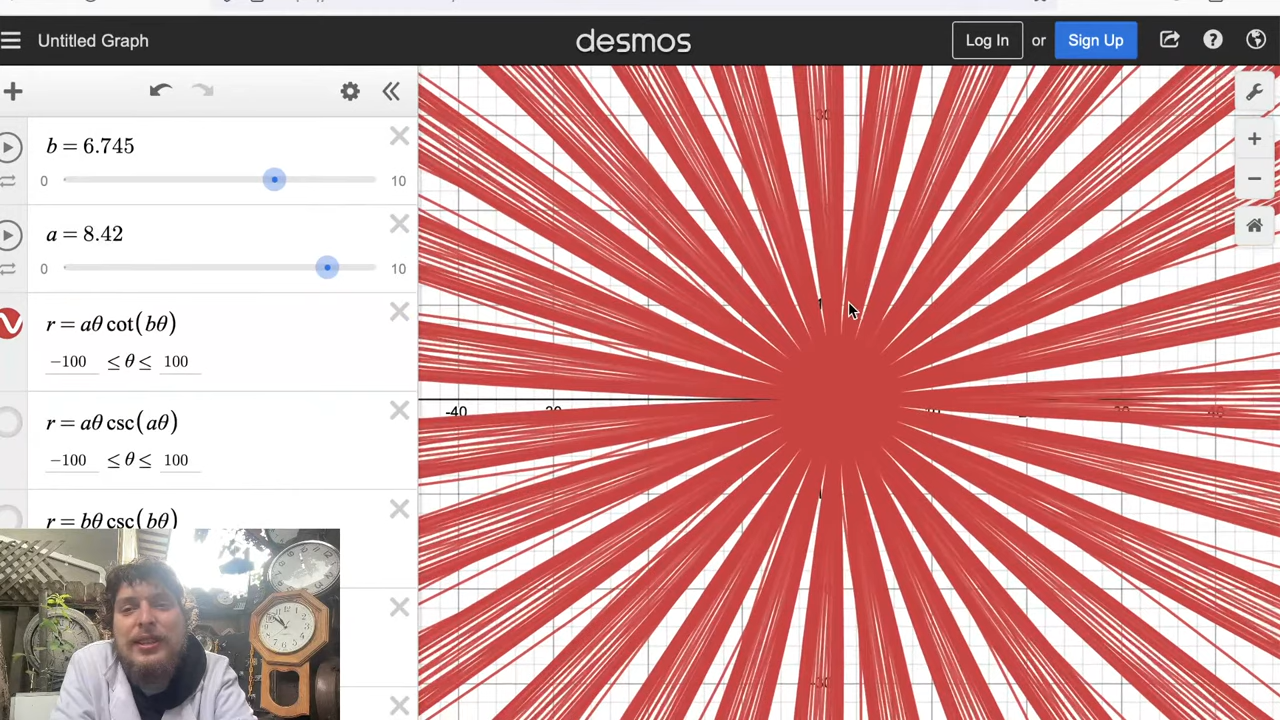 Untitled Graph
desmos
Log In or Sign Up
b = 6.745
0 10
a = 8.42
0 10
r = aθ cot(bθ)
−100 ≤ θ ≤ 100
r = aθ csc(aθ)
−100 ≤ θ ≤ 100
r = bθ csc(bθ)
-40